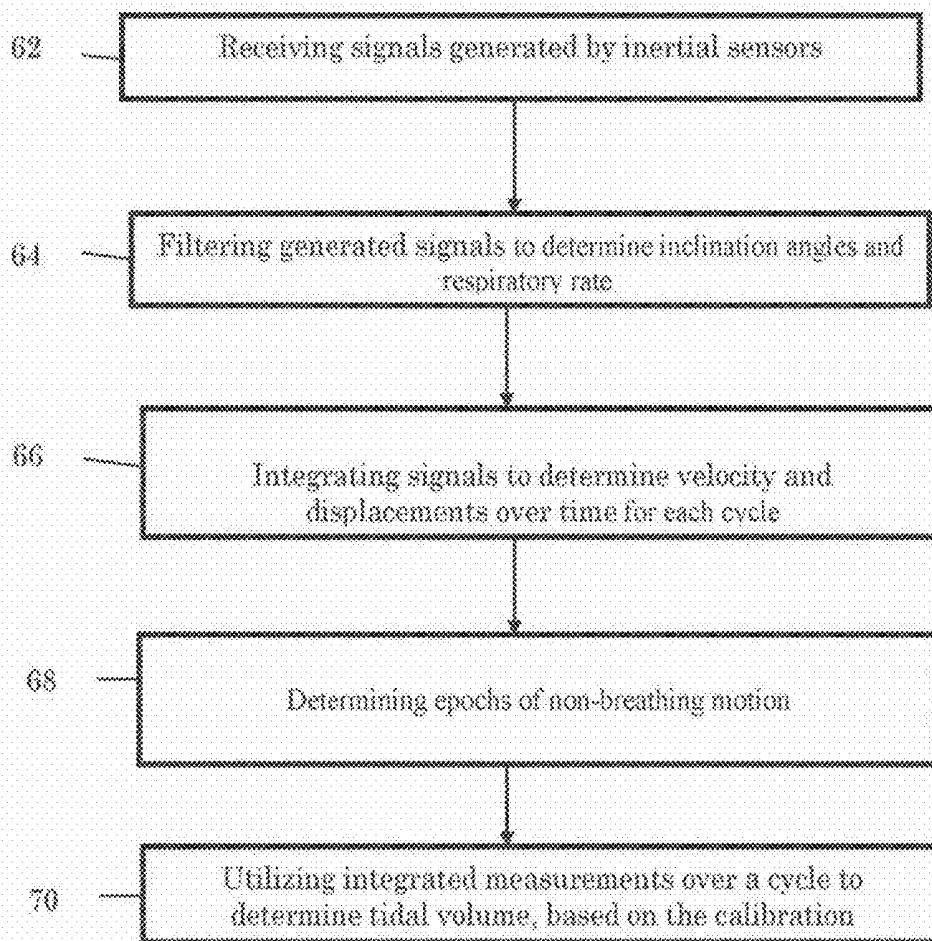 62
Receiving signals generated by inertial sensors
64
Filtering generated signals to determine inclination angles and
respiratory rate
66
Integrating signals to determine velocity and
displacements over time for each cycle
68
Determining epochs of non-breathing motion
70
Utilizing integrated measurements over a cycle to
determine tidal volume, based on the calibration